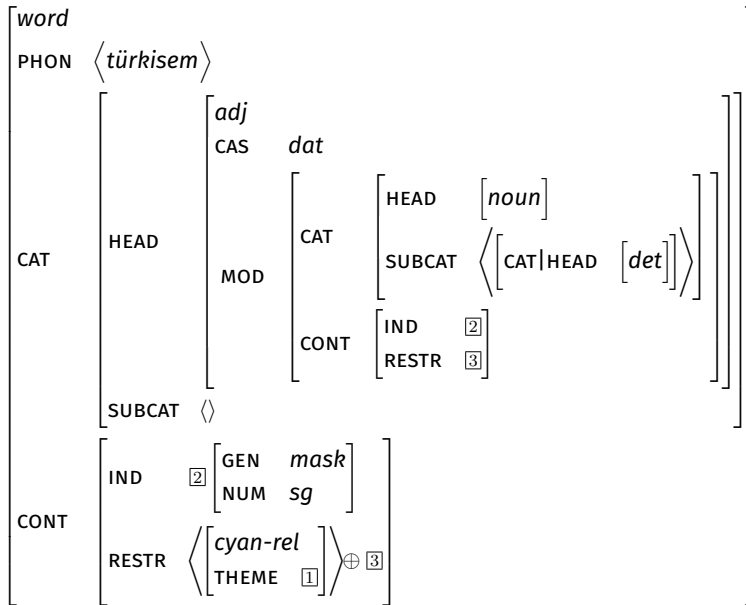 word
PHON ⟨türkisem⟩
adj
CAS dat
HEAD [noun]
CAT
SUBCAT ⟨[CAT|HEAD [det]]⟩
HEAD
MOD
CAT
IND 2
CONT
RESTR 3
SUBCAT ⟨⟩
GEN mask
IND 2
NUM sg
CONT
cyan-rel
RESTR ⊕ 3
THEME 1